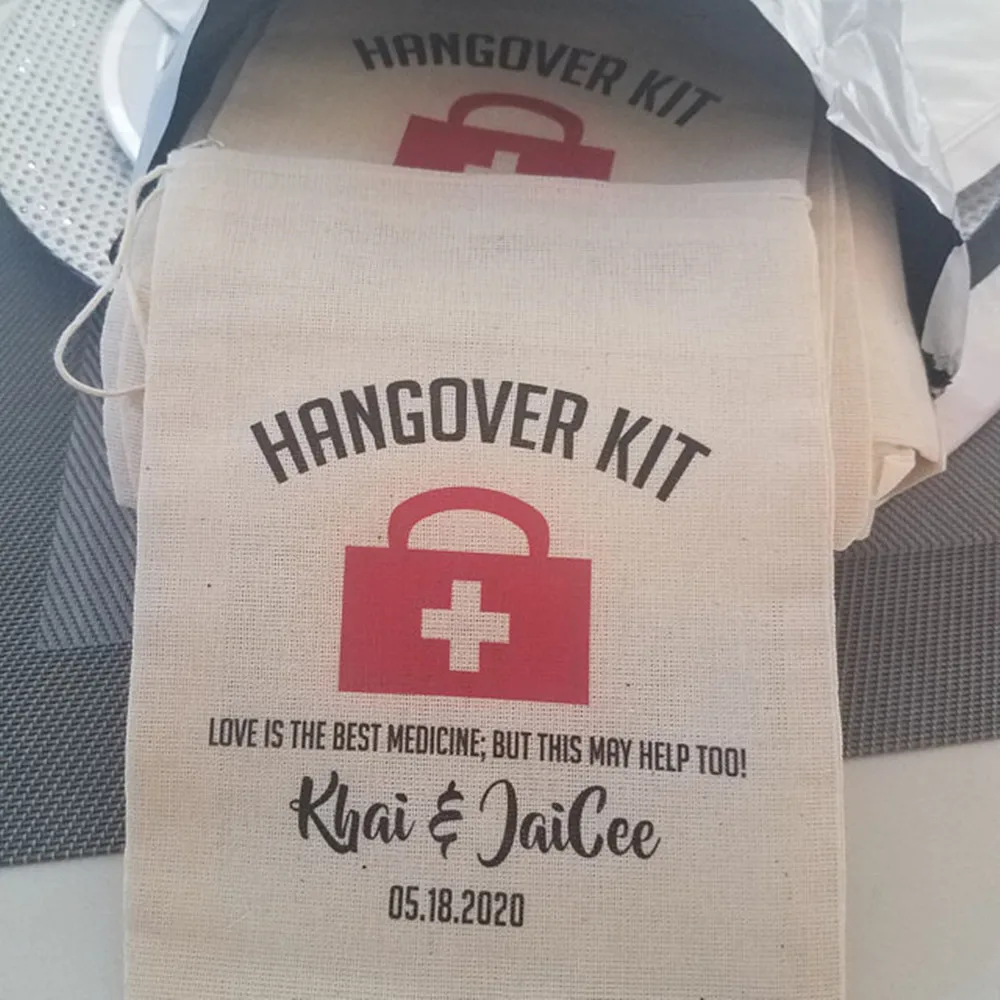 HANGOVER KIT
HANGOVER KIT
LOVE IS THE BEST MEDICINE; BUT THIS MAY HELP TOO!
Khai & JaiCee
05.18.2020